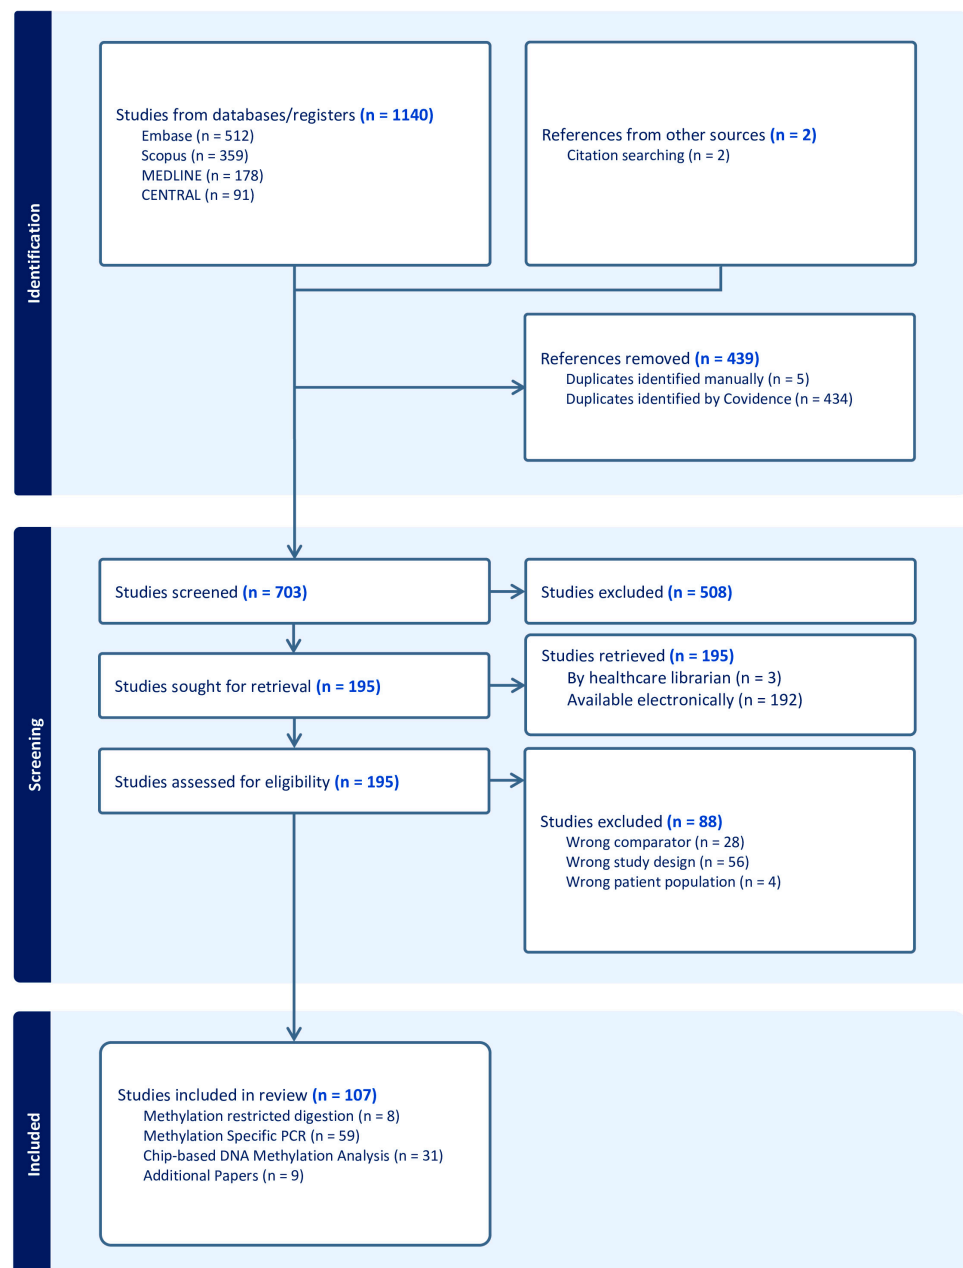 Identification
Studies from databases/registers (n = 1140)
Embase (n = 512)
Scopus (n = 359)
MEDLINE (n = 178)
CENTRAL (n = 91)
References from other sources (n = 2)
Citation searching (n = 2)
References removed (n = 439)
Duplicates identified manually (n = 5)
Duplicates identified by Covidence (n = 434)
Screening
Studies screened (n = 703)
Studies excluded (n = 508)
Studies sought for retrieval (n = 195)
Studies retrieved (n = 195)
By healthcare librarian (n = 3)
Available electronically (n = 192)
Studies assessed for eligibility (n = 195)
Studies excluded (n = 88)
Wrong comparator (n = 28)
Wrong study design (n = 56)
Wrong patient population (n = 4)
Included
Studies included in review (n = 107)
Methylation restricted digestion (n = 8)
Methylation Specific PCR (n = 59)
Chip-based DNA Methylation Analysis (n = 31)
Additional Papers (n = 9)